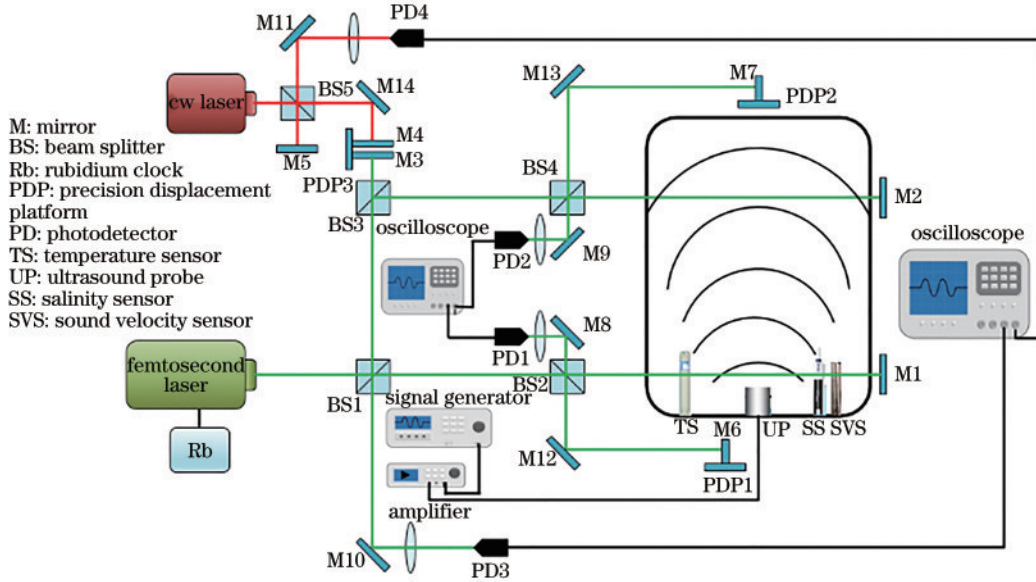 M11
PD4
cw laser
BS5
M14
M13
M7
PDP2
M5
M4
M3
PDP3
BS4
M2
BS3
M: mirror
BS: beam splitter
Rb: rubidium clock
PDP: precision displacement
platform
PD: photodetector
TS: temperature sensor
UP: ultrasound probe
SS: salinity sensor
SVS: sound velocity sensor
oscilloscope
PD2
M9
oscilloscope
PD1
M8
femtosecond
laser
BS1
BS2
M1
signal generator
TS
M6
UP
SS
SVS
Rb
M12
PDP1
amplifier
M10
PD3